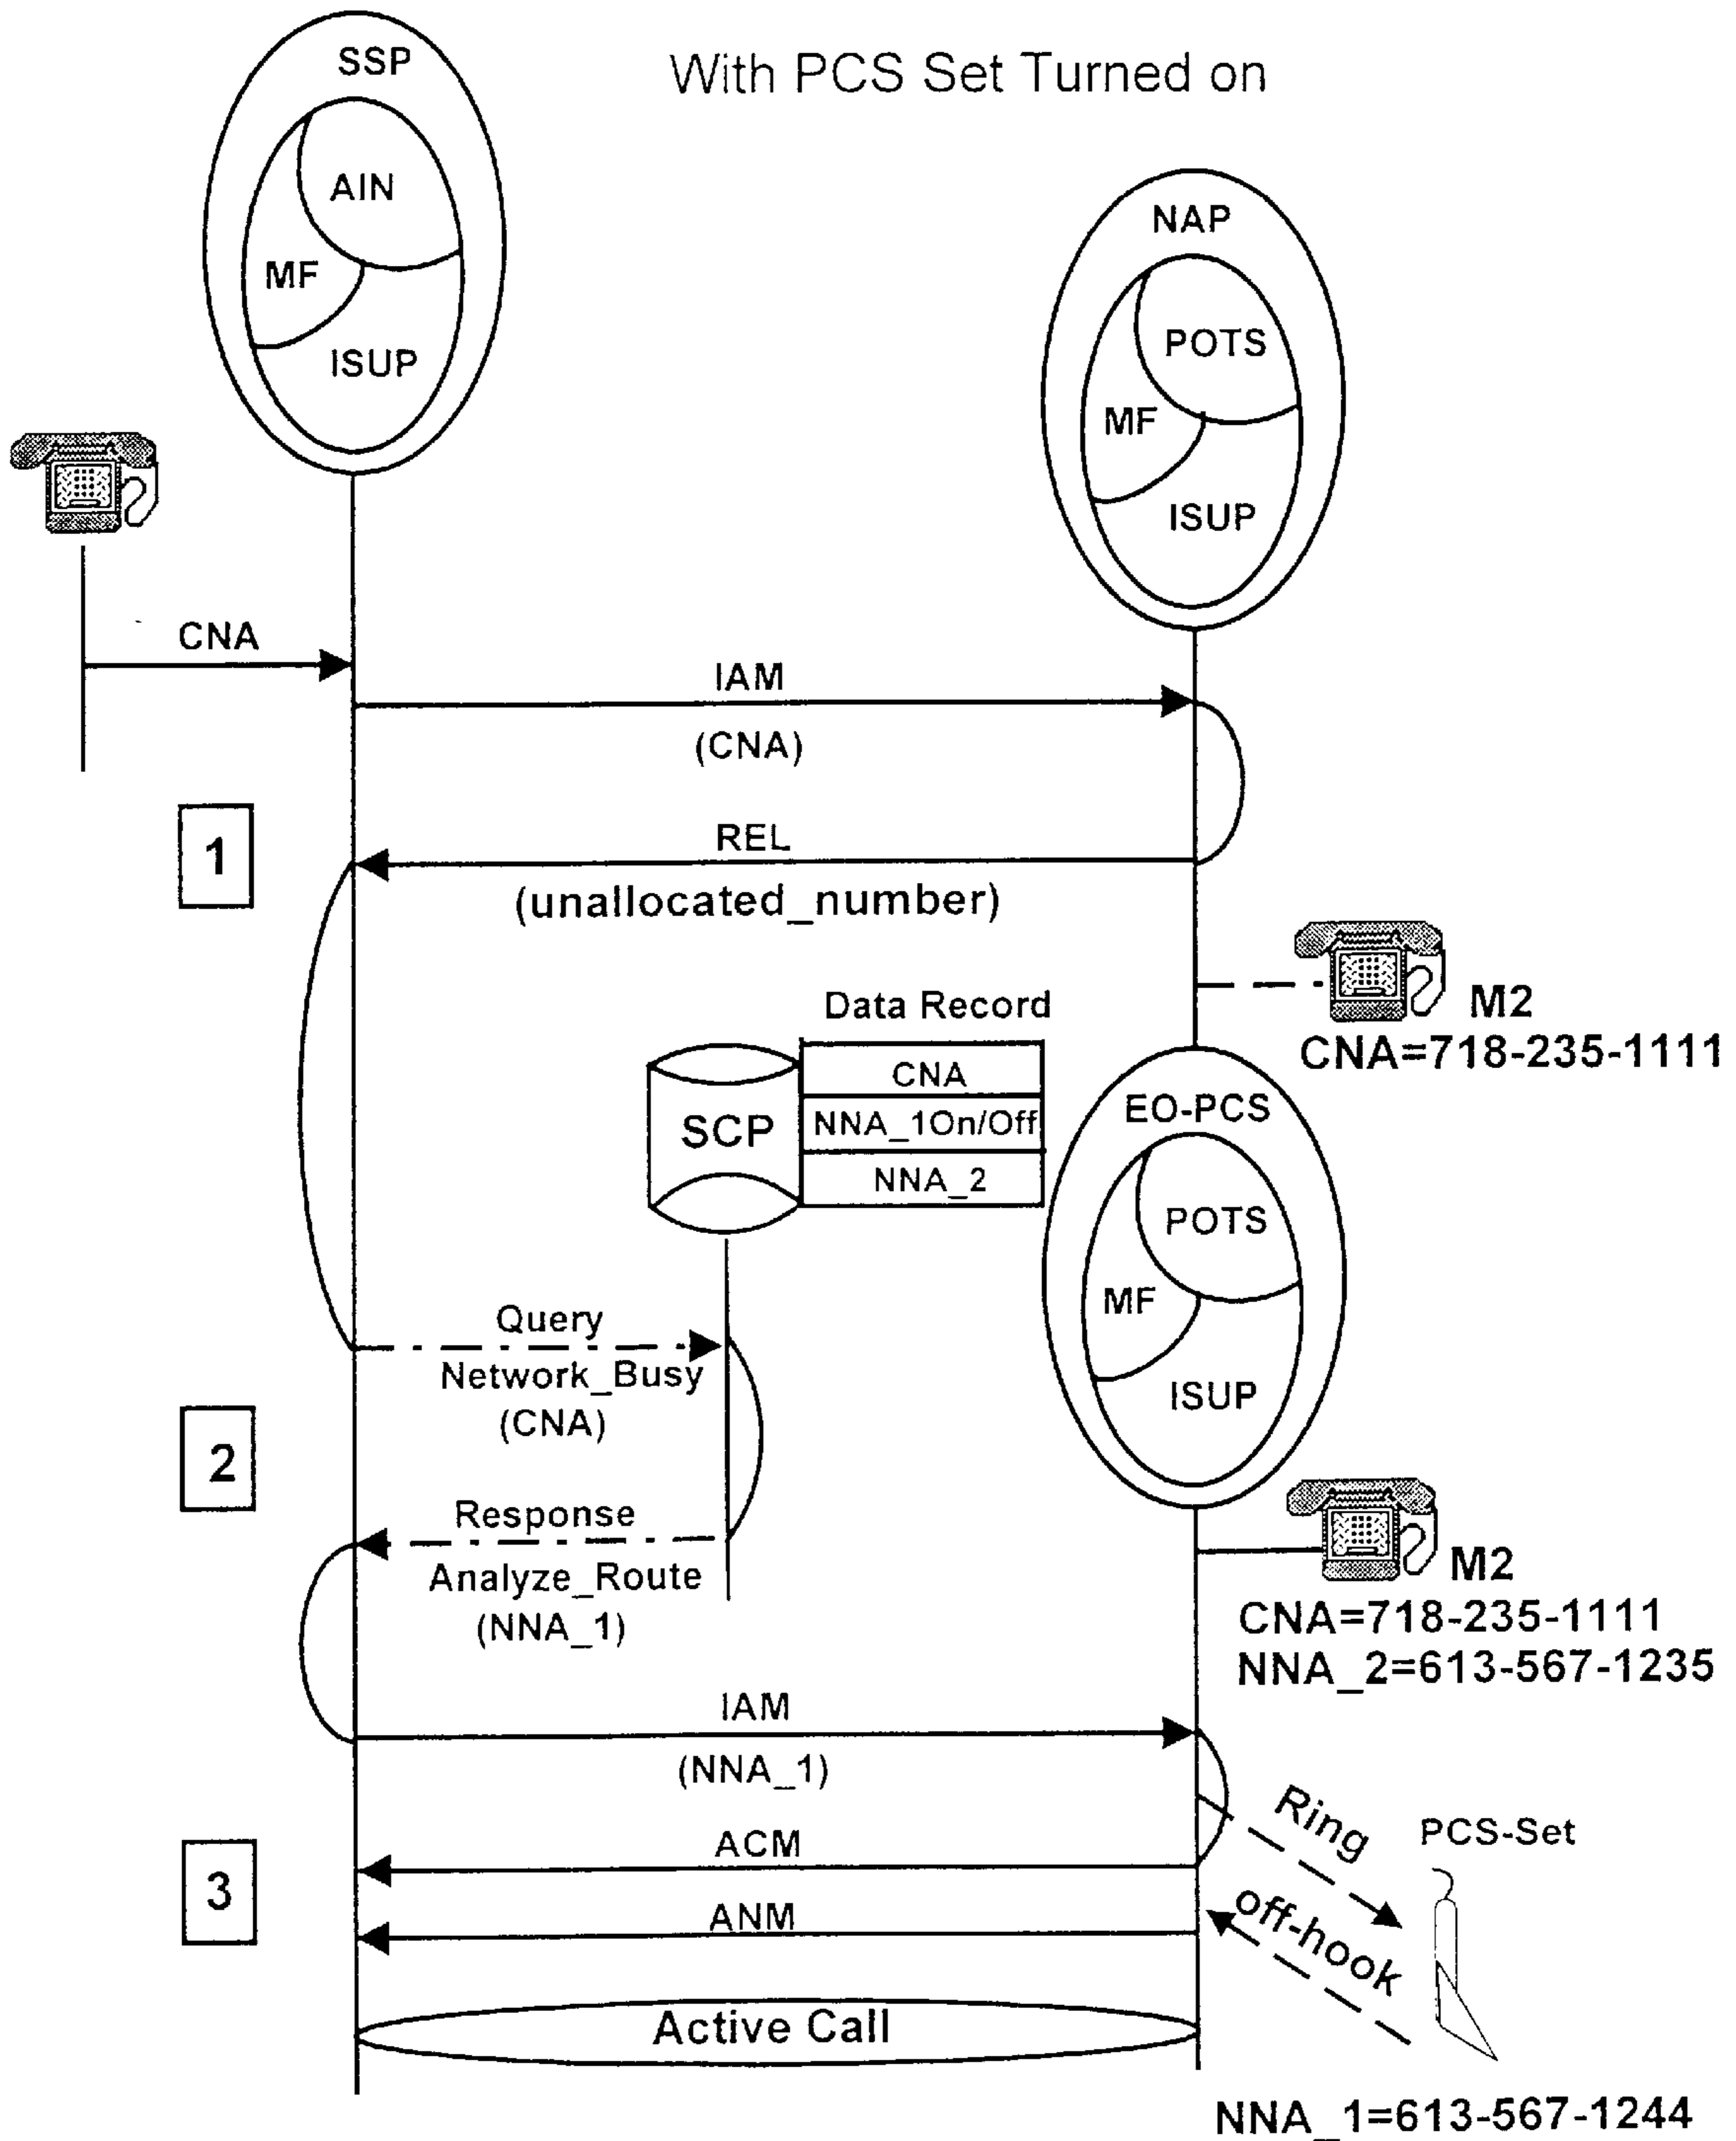 With PCS Set Turned on
SSP
AIN
MF
ISUP
NAP
POTS
MF
ISUP
CNA
IAM
(CNA)
1
REL
(unallocated_number)
M2
CNA=718-235-1111
Data Record
SCP
CNA
NNA_1On/Off
NNA_2
EO-PCS
POTS
MF
ISUP
Query
Network_Busy
(CNA)
2
Response
Analyze_Route
(NNA_1)
M2
CNA=718-235-1111
NNA_2=613-567-1235
IAM
(NNA_1)
Ring
PCS-Set
3
ACM
off-hook
ANM
Active Call
NNA_1=613-567-1244